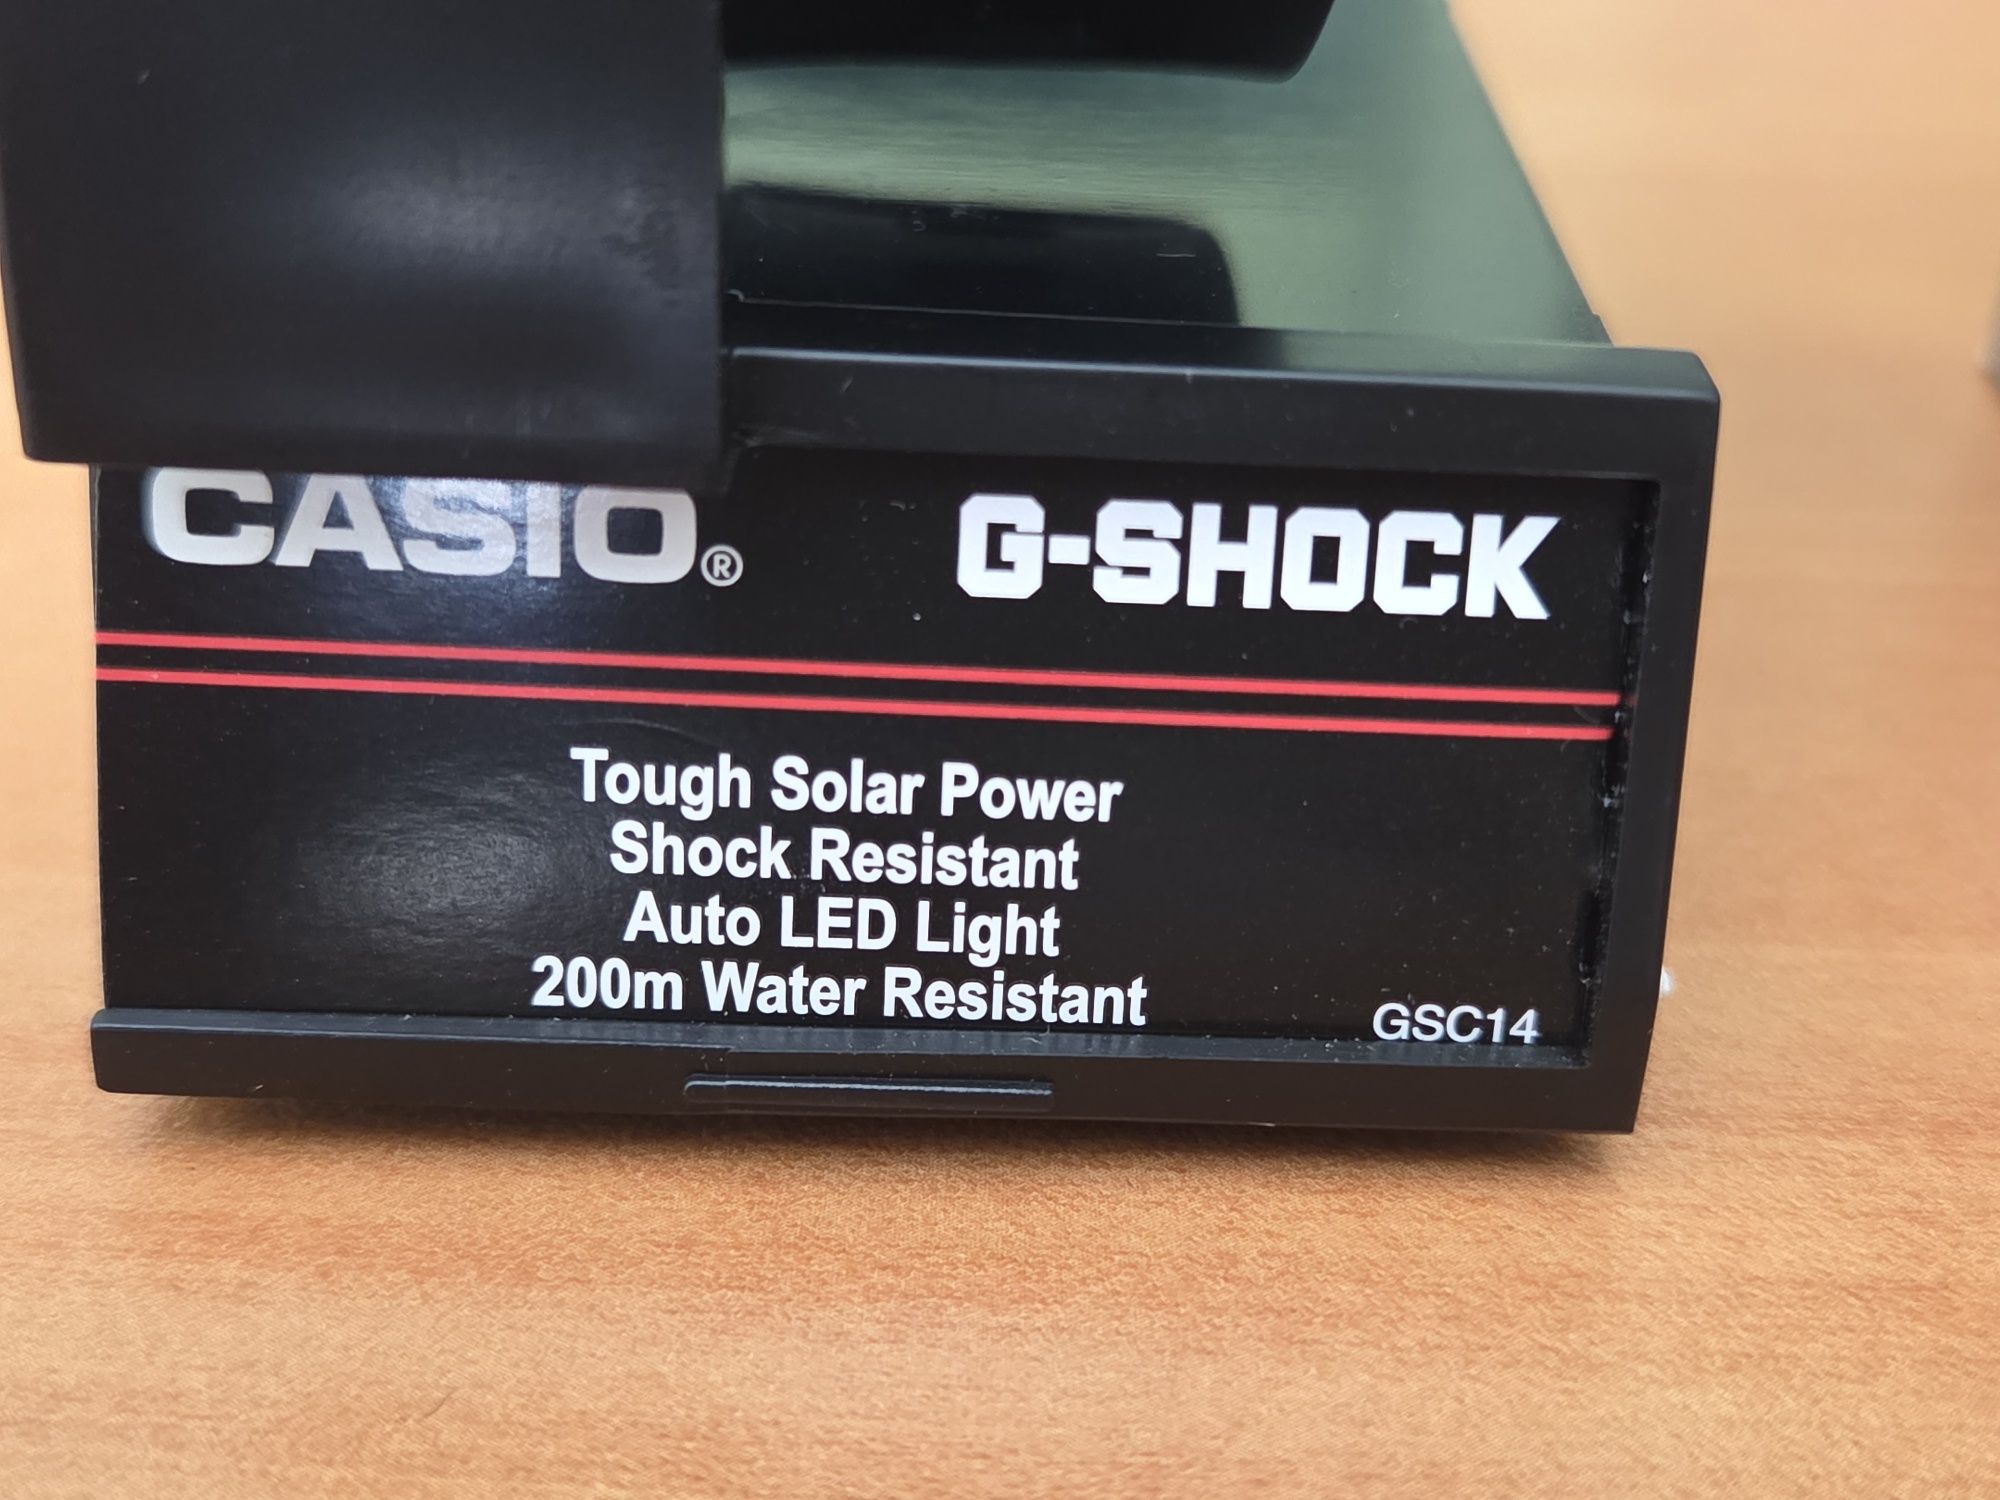 CASIO® G-SHOCK
Tough Solar Power
Shock Resistant
Auto LED Light
200m Water Resistant
GSC14